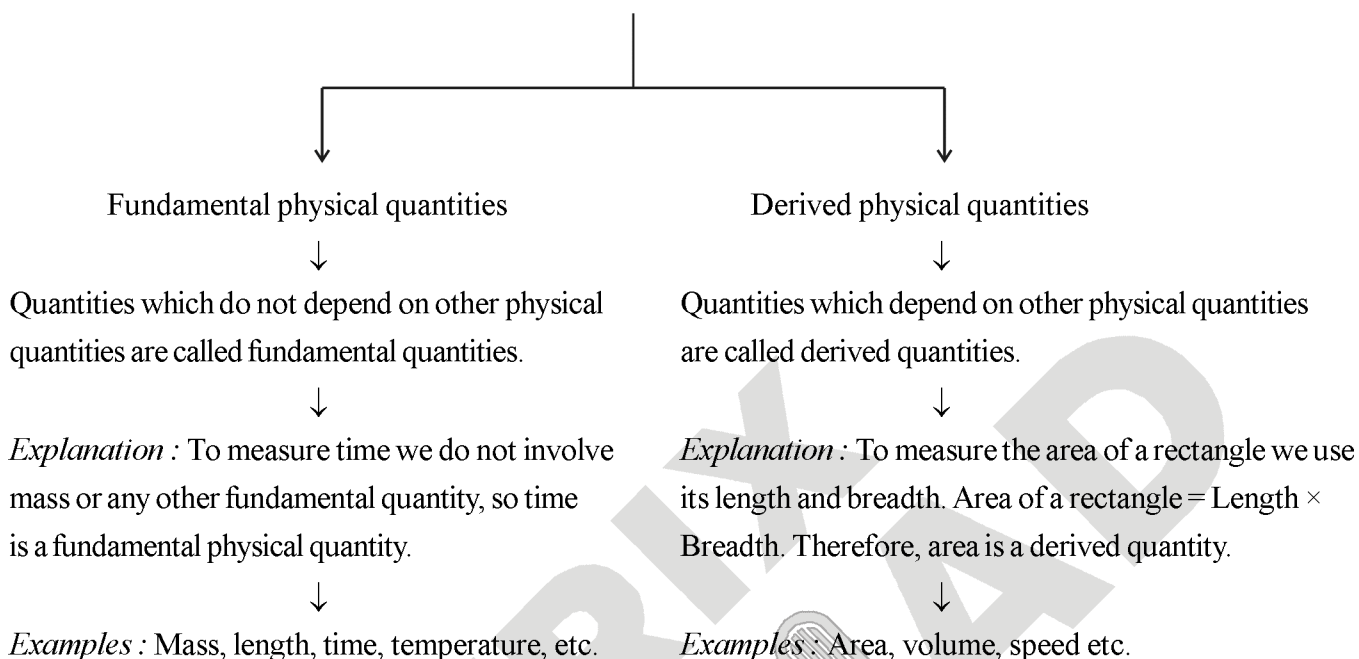 Fundamental physical quantities
↓
Quantities which do not depend on other physical
quantities are called fundamental quantities.
↓
Explanation : To measure time we do not involve
mass or any other fundamental quantity, so time
is a fundamental physical quantity.
↓
Examples : Mass, length, time, temperature, etc.
Derived physical quantities
↓
Quantities which depend on other physical quantities
are called derived quantities.
↓
Explanation : To measure the area of a rectangle we use
its length and breadth. Area of a rectangle = Length ×
Breadth. Therefore, area is a derived quantity.
↓
Examples : Area, volume, speed etc.